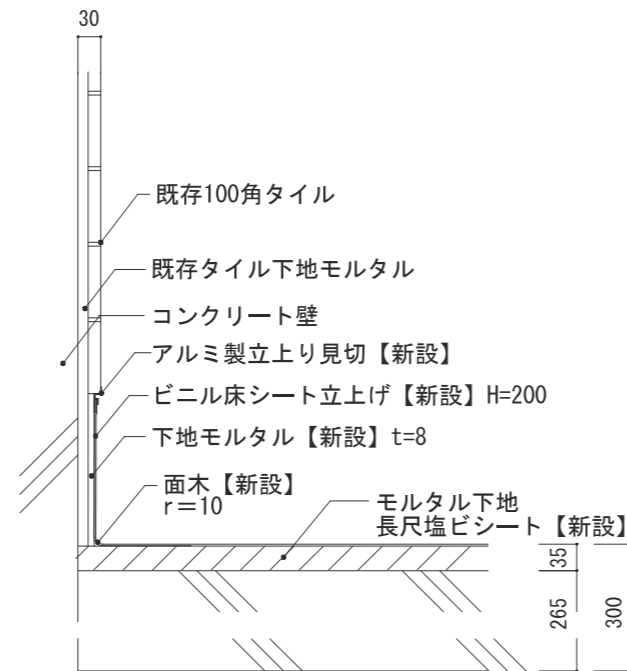 30
既存100角タイル
既存タイル下地モルタル
コンクリート壁
アルミ製立上り見切【新設】
ビニル床シート立上げ【新設】H=200
下地モルタル【新設】t=8
面木【新設】
r＝10
モルタル下地
長尺塩ビシート【新設】
35
265
300